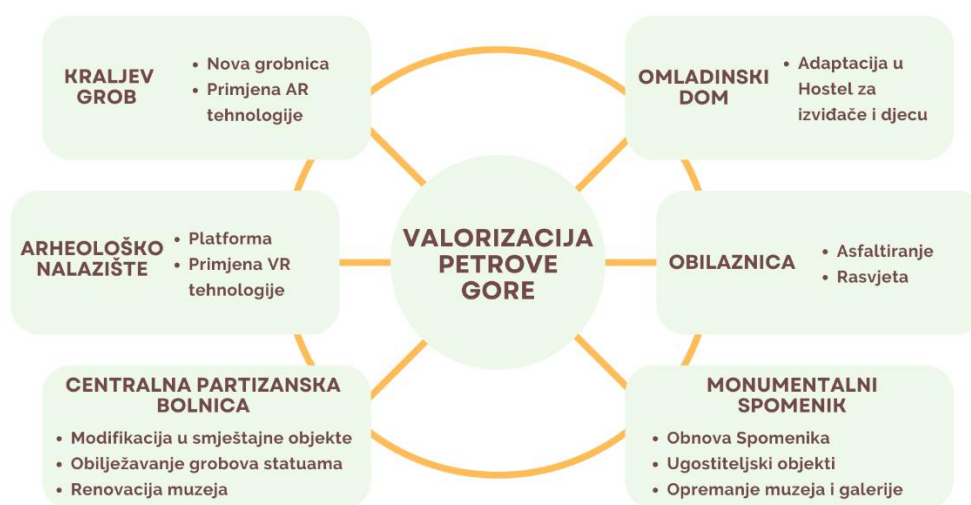 KRALJEV
GROB
• Nova grobnica
• Primjena AR
tehnologije
OMLADINSKI
DOM
• Adaptacija u
Hostel za
izviđače i djecu
ARHEOLOŠKO
NALAZIŠTE
• Platforma
• Primjena VR
tehnologije
VALORIZACIJA
PETROVE
GORE
OBILAZNICA
• Asfaltiranje
• Rasvjeta
CENTRALNA PARTIZANSKA
BOLNICA
• Modifikacija u smještajne objekte
• Obilježavanje grobova statuama
• Renovacija muzeja
MONUMENTALNI
SPOMENIK
• Obnova Spomenika
• Ugostiteljski objekti
• Opremanje muzeja i galerije